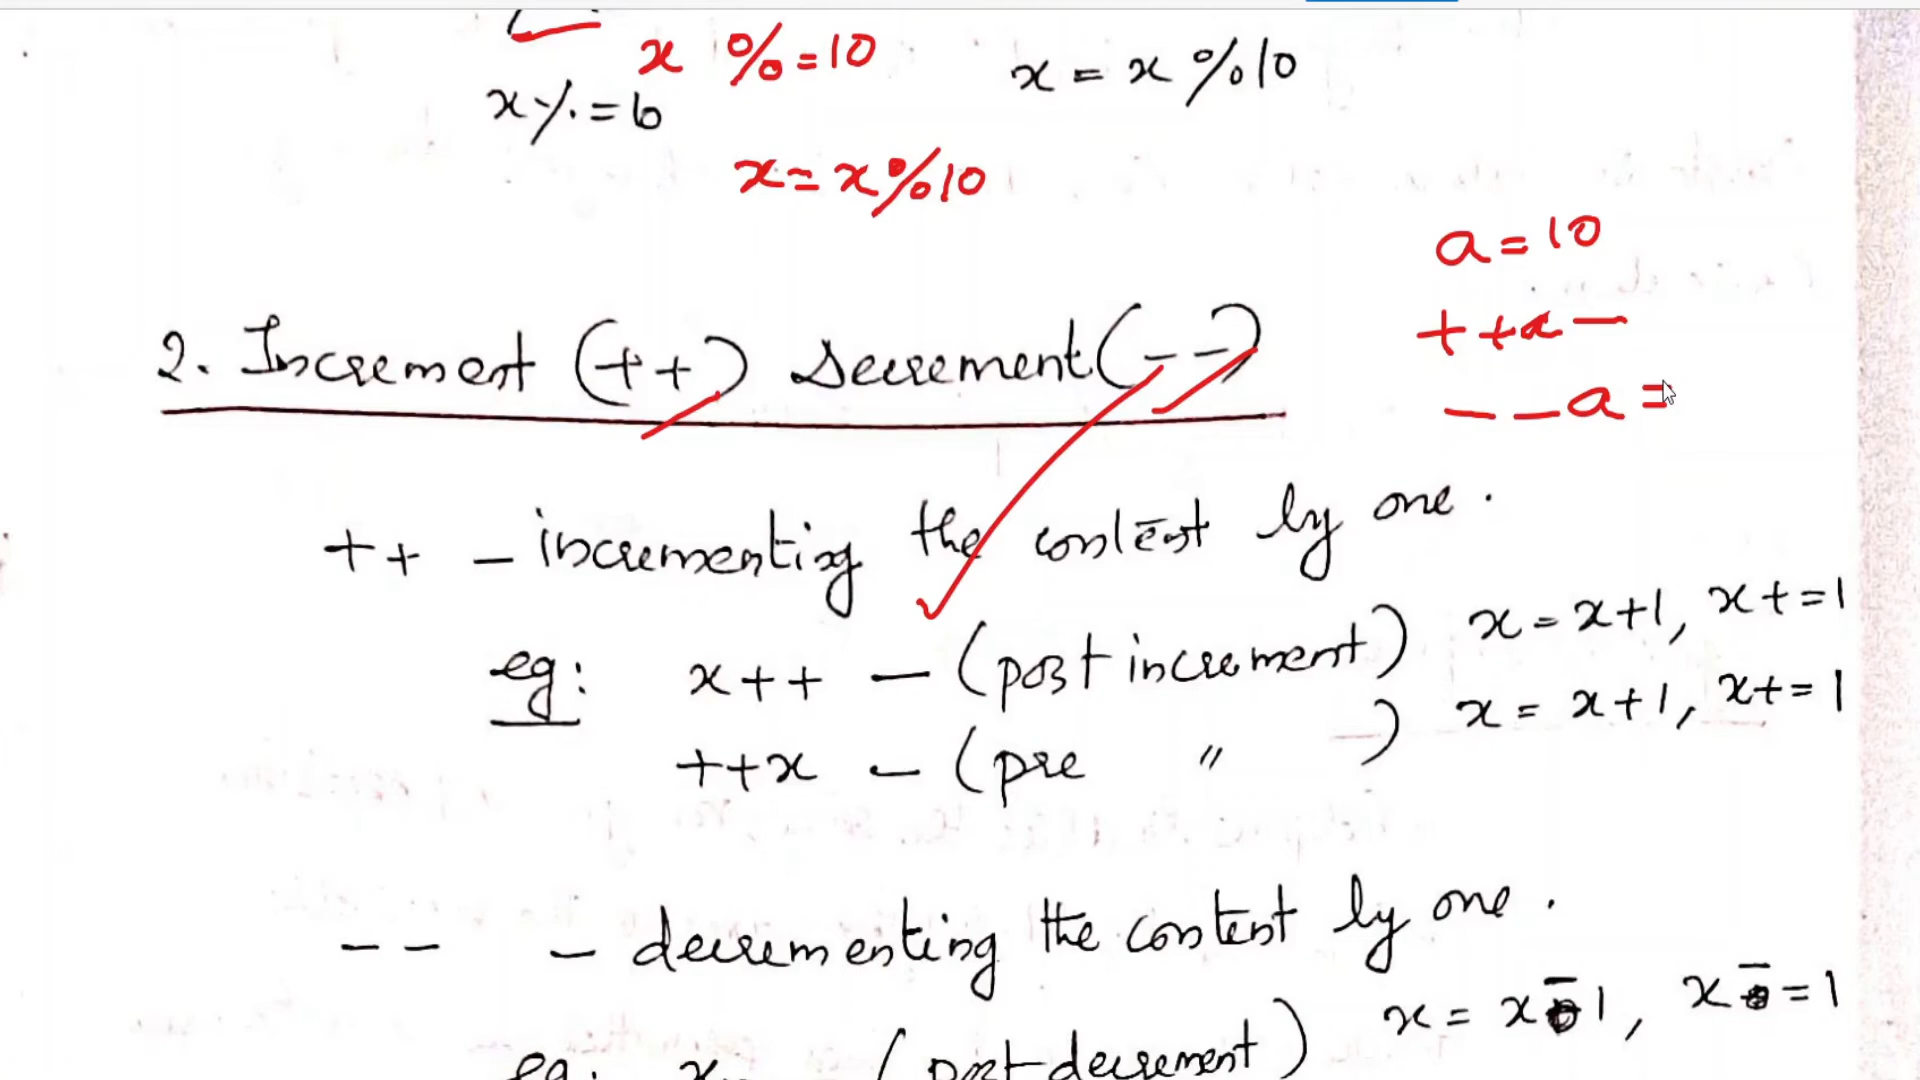 x %=10 x = x %10
x%=6
x=x%10
a=10
2. Increment (++) Decrement(--)
++a-
--a=
++ - incrementing the content by one.
eg: x++ - (post increment) x = x+1, x+=1
++x - (pre " ) x = x+1, x+=1
-- - decrementing the content by one.
x = x-1, x-=1
eg: (post-decrement)